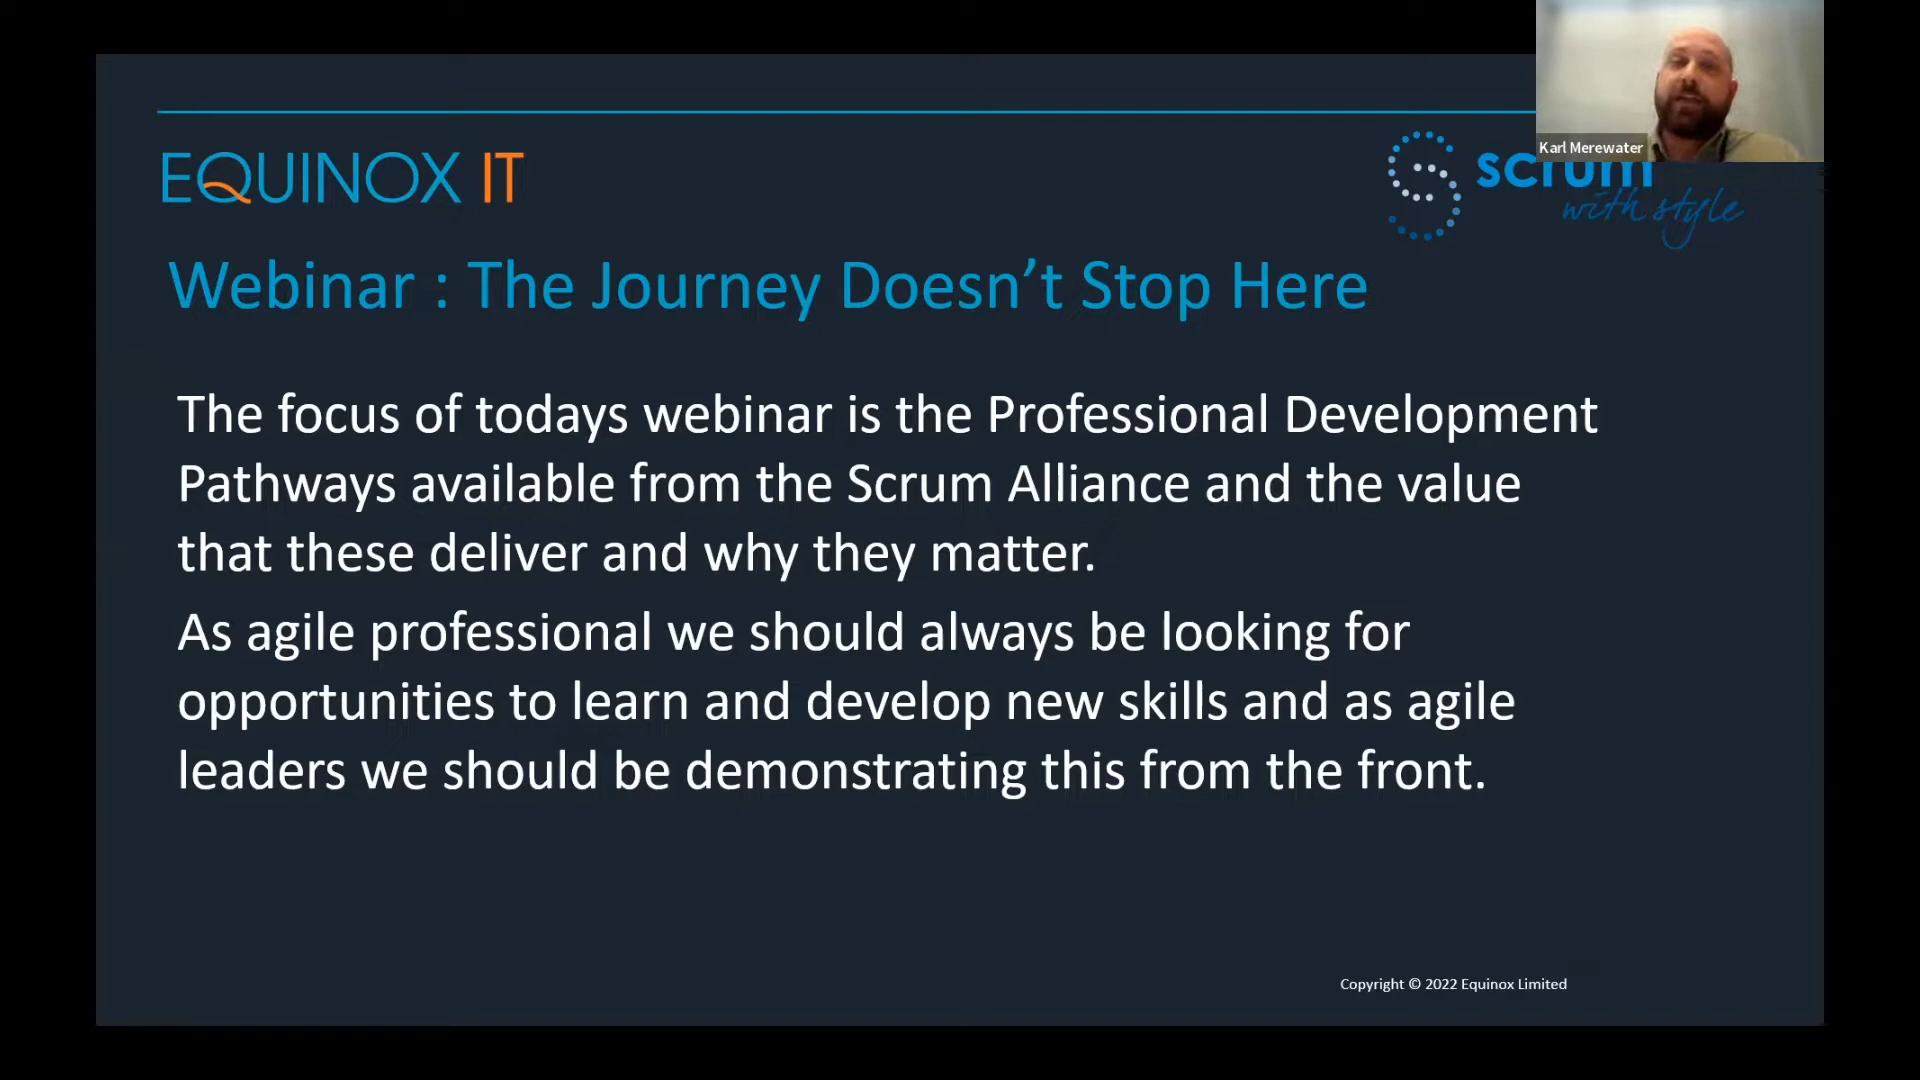 Karl Merewater
EQUINOX IT
scrum
with style
Webinar : The Journey Doesn’t Stop Here
The focus of todays webinar is the Professional Development
Pathways available from the Scrum Alliance and the value
that these deliver and why they matter.
As agile professional we should always be looking for
opportunities to learn and develop new skills and as agile
leaders we should be demonstrating this from the front.
Copyright © 2022 Equinox Limited